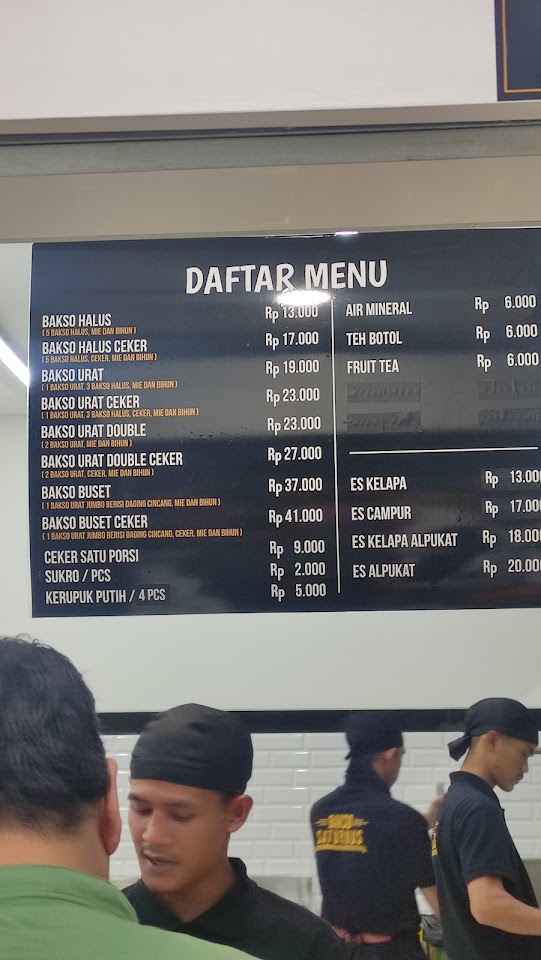 DAFTAR MENU
BAKSO HALUS Rp 13.000
( 5 BAKSO HALUS, MIE DAN BIHUN )
BAKSO HALUS CEKER Rp 17.000
( 5 BAKSO HALUS, CEKER, MIE DAN BIHUN )
BAKSO URAT Rp 19.000
( 1 BAKSO URAT, 3 BAKSO HALUS, MIE DAN BIHUN )
BAKSO URAT CEKER Rp 23.000
( 1 BAKSO URAT, 3 BAKSO HALUS, CEKER, MIE DAN BIHUN )
BAKSO URAT DOUBLE Rp 23.000
( 2 BAKSO URAT, MIE DAN BIHUN )
BAKSO URAT DOUBLE CEKER Rp 27.000
( 2 BAKSO URAT, CEKER, MIE DAN BIHUN )
BAKSO BUSET Rp 37.000
( 1 BAKSO URAT JUMBO BERISI DAGING CINCANG, MIE DAN BIHUN )
BAKSO BUSET CEKER Rp 41.000
( 1 BAKSO URAT JUMBO BERISI DAGING CINCANG, CEKER, MIE DAN BIHUN )
CEKER SATU PORSI Rp 9.000
SUKRO / PCS Rp 2.000
KERUPUK PUTIH / 4 PCS Rp 5.000
AIR MINERAL Rp 6.000
TEH BOTOL Rp 6.000
FRUIT TEA Rp 6.000
ES KELAPA Rp 13.000
ES CAMPUR Rp 17.000
ES KELAPA ALPUKAT Rp 18.000
ES ALPUKAT Rp 20.000
BAKSO
SATURNUS